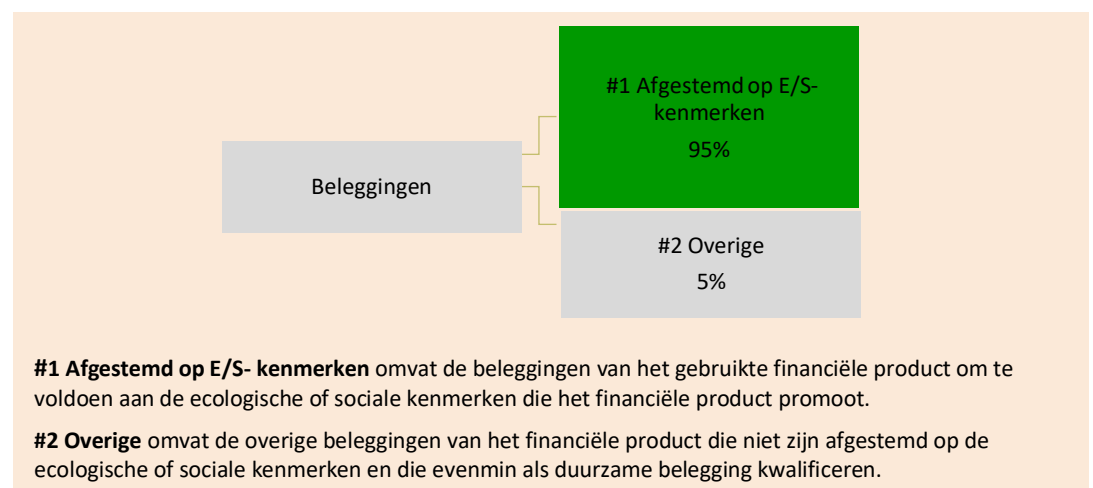 #1 Afgestemd op E/S-
kenmerken
95%
Beleggingen
#2 Overige
5%
#1 Afgestemd op E/S- kenmerken omvat de beleggingen van het gebruikte financiële product om te
voldoen aan de ecologische of sociale kenmerken die het financiële product promoot.
#2 Overige omvat de overige beleggingen van het financiële product die niet zijn afgestemd op de
ecologische of sociale kenmerken en die evenmin als duurzame belegging kwalificeren.